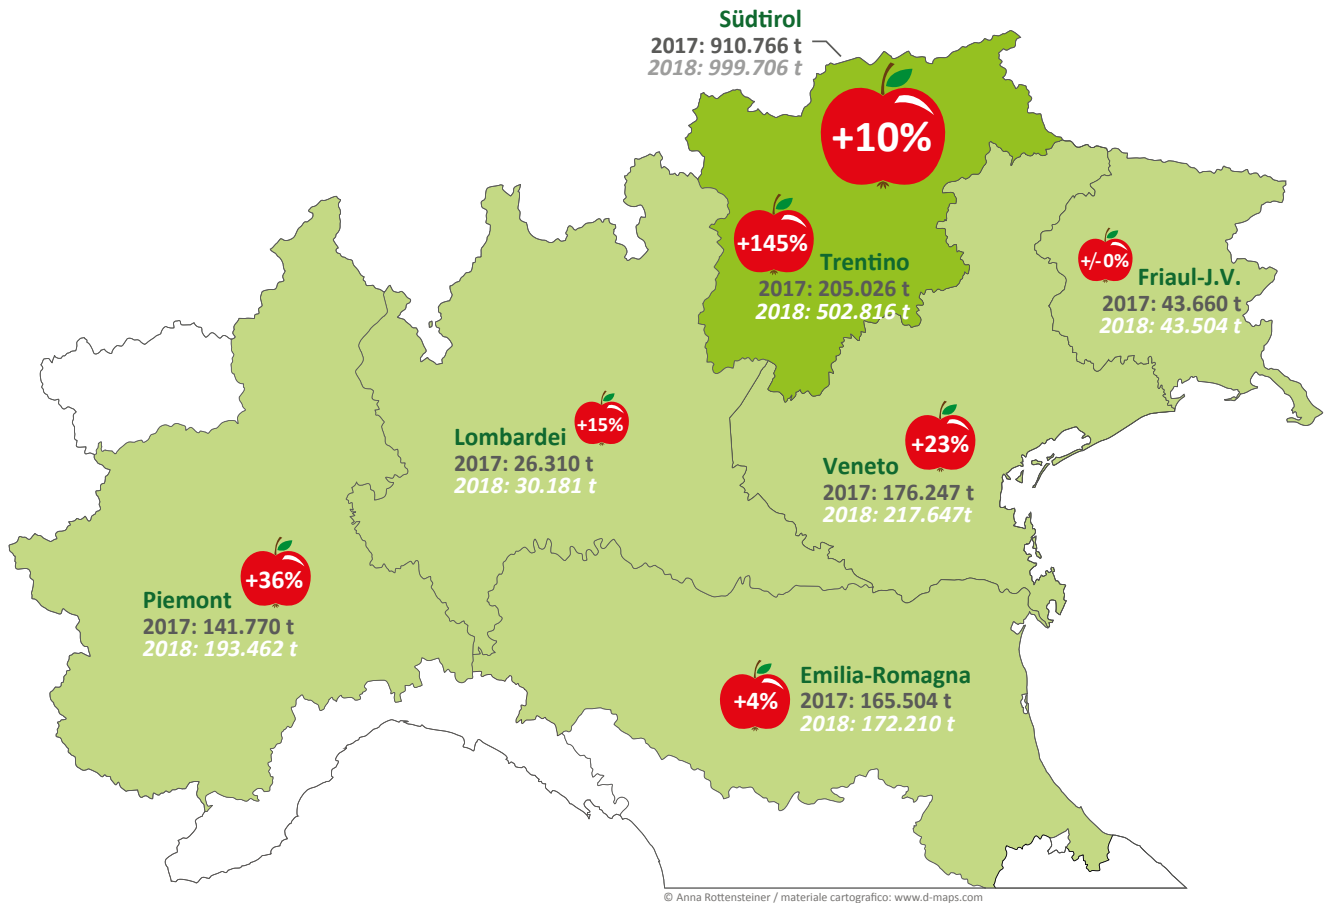 Südtirol
2017: 910.766 t
2018: 999.706 t
+10%
+145%
Trentino
2017: 205.026 t
2018: 502.816 t
+/-0%
Friaul-J.V.
2017: 43.660 t
2018: 43.504 t
+15%
Lombardei
2017: 26.310 t
2018: 30.181 t
+23%
Veneto
2017: 176.247 t
2018: 217.647t
+36%
Piemont
2017: 141.770 t
2018: 193.462 t
+4%
Emilia-Romagna
2017: 165.504 t
2018: 172.210 t
© Anna Rottensteiner / materiale cartografico: www.d-maps.com